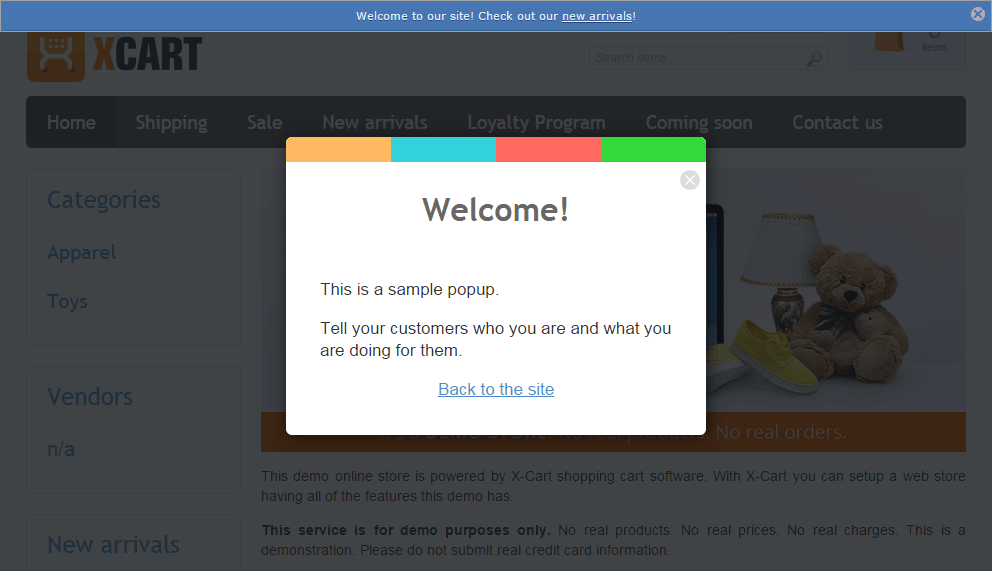 Welcome to our site! Check out our new arrivals!
XCART
Search items...
items
Home Shipping Sale New arrivals Loyalty Program Coming soon Contact us
Categories
Apparel
Toys
Vendors
n/a
New arrivals
Welcome!
This is a sample popup.
Tell your customers who you are and what you
are doing for them.
Back to the site
No real orders.
This demo online store is powered by X-Cart shopping cart software. With X-Cart you can setup a web store
having all of the features this demo has.
This service is for demo purposes only. No real products. No real prices. No real charges. This is a
demonstration. Please do not submit real credit card information.